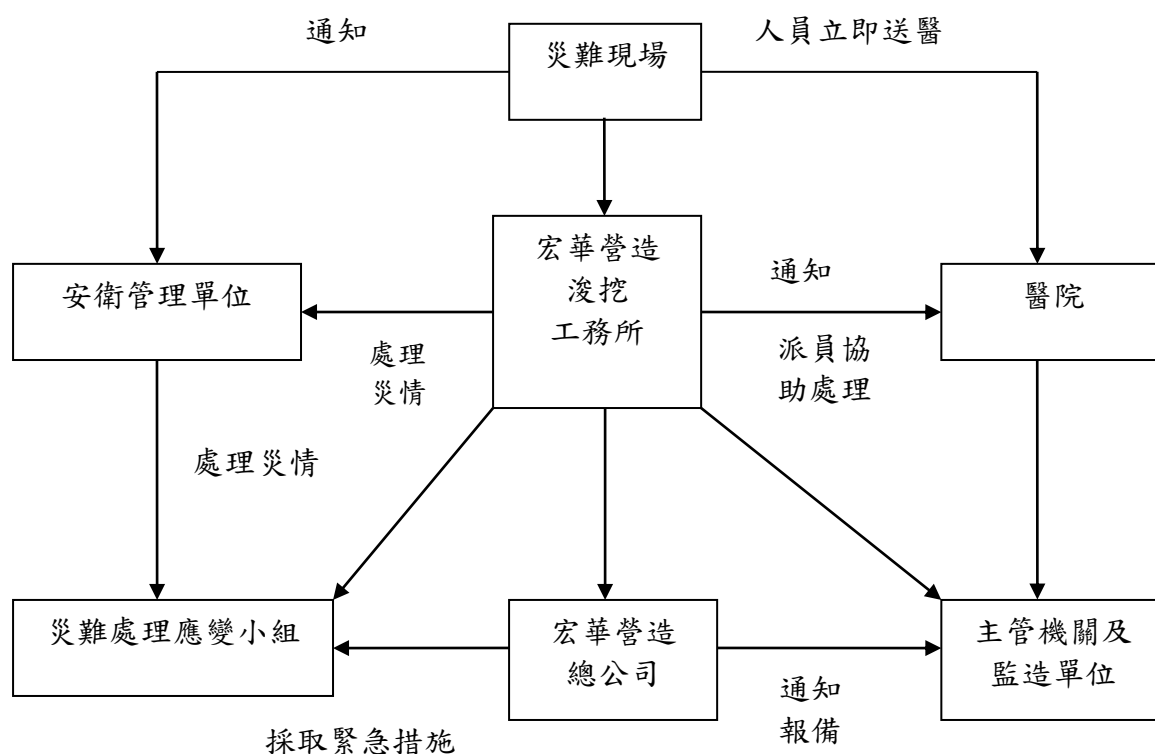 通知
人員立即送醫
災難現場
宏華營造
浚挖
工務所
安衛管理單位
通知
醫院
處理
災情
派員協
助處理
處理災情
災難處理應變小組
宏華營造
總公司
主管機關及
監造單位
通知
報備
採取緊急措施